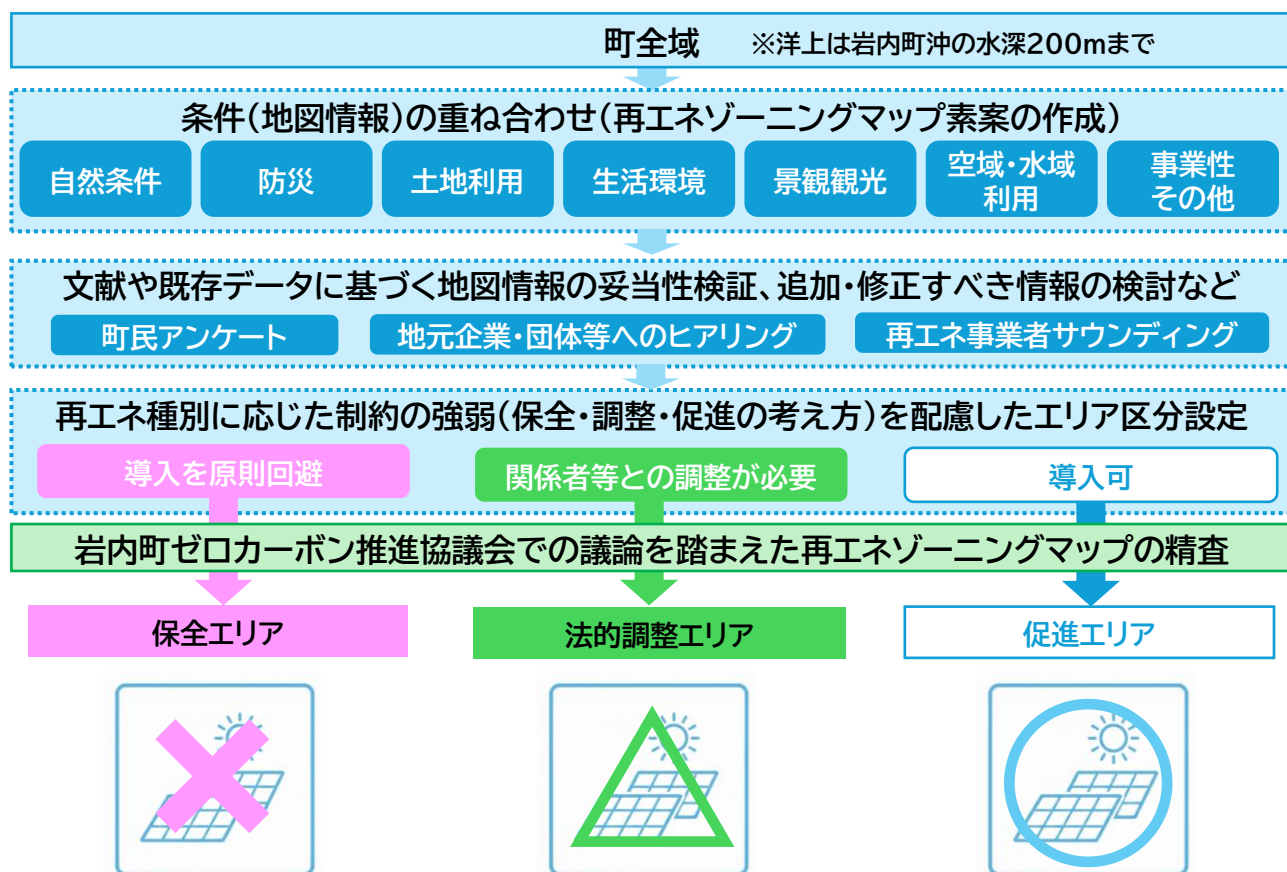 町全域 ※洋上は岩内町沖の水深200mまで
条件(地図情報)の重ね合わせ(再エネゾーニングマップ素案の作成)
自然条件
防災
土地利用
生活環境
景観観光
空域・水域
利用
事業性
その他
文献や既存データに基づく地図情報の妥当性検証、追加・修正すべき情報の検討など
町民アンケート
地元企業・団体等へのヒアリング
再エネ事業者サウンディング
再エネ種別に応じた制約の強弱(保全・調整・促進の考え方)を配慮したエリア区分設定
導入を原則回避
関係者等との調整が必要
導入可
岩内町ゼロカーボン推進協議会での議論を踏まえた再エネゾーニングマップの精査
保全エリア
法的調整エリア
促進エリア